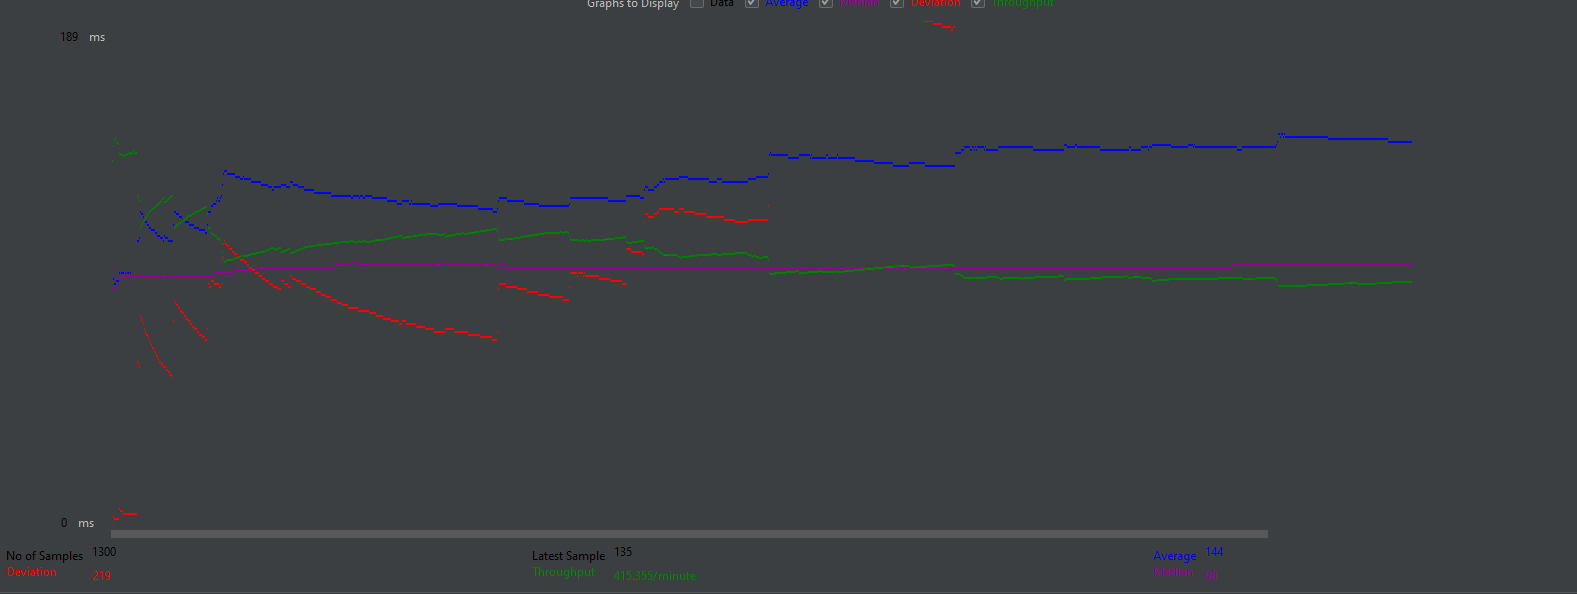 Graphs to Display Data Average Median Deviation Throughput
189 ms
0 ms
No of Samples 1300 Latest Sample 135 Average 144
Deviation 219 Throughput 415.355/minute Median